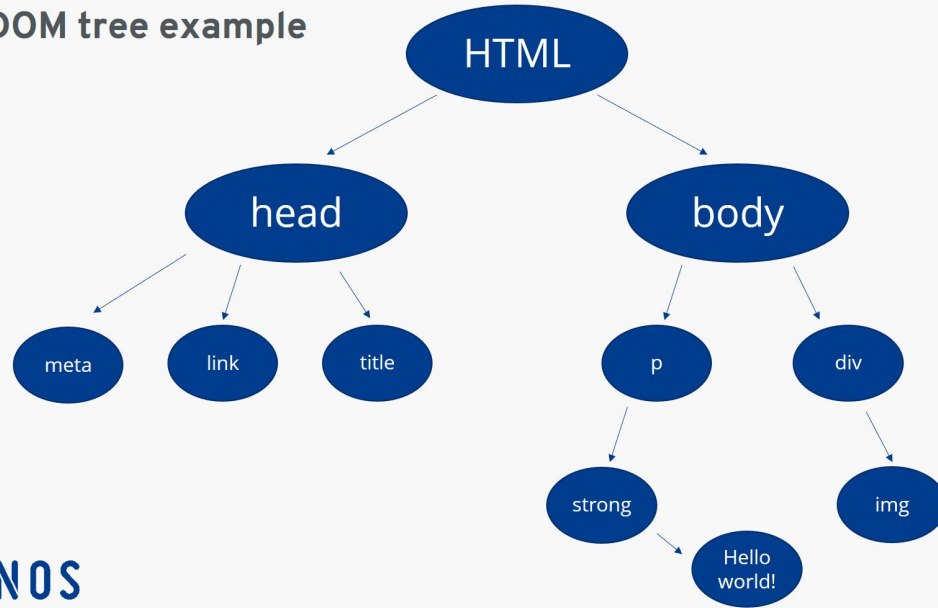 DOM tree example
HTML
head
body
meta
link
title
p
div
strong
img
Hello
world!
NOS